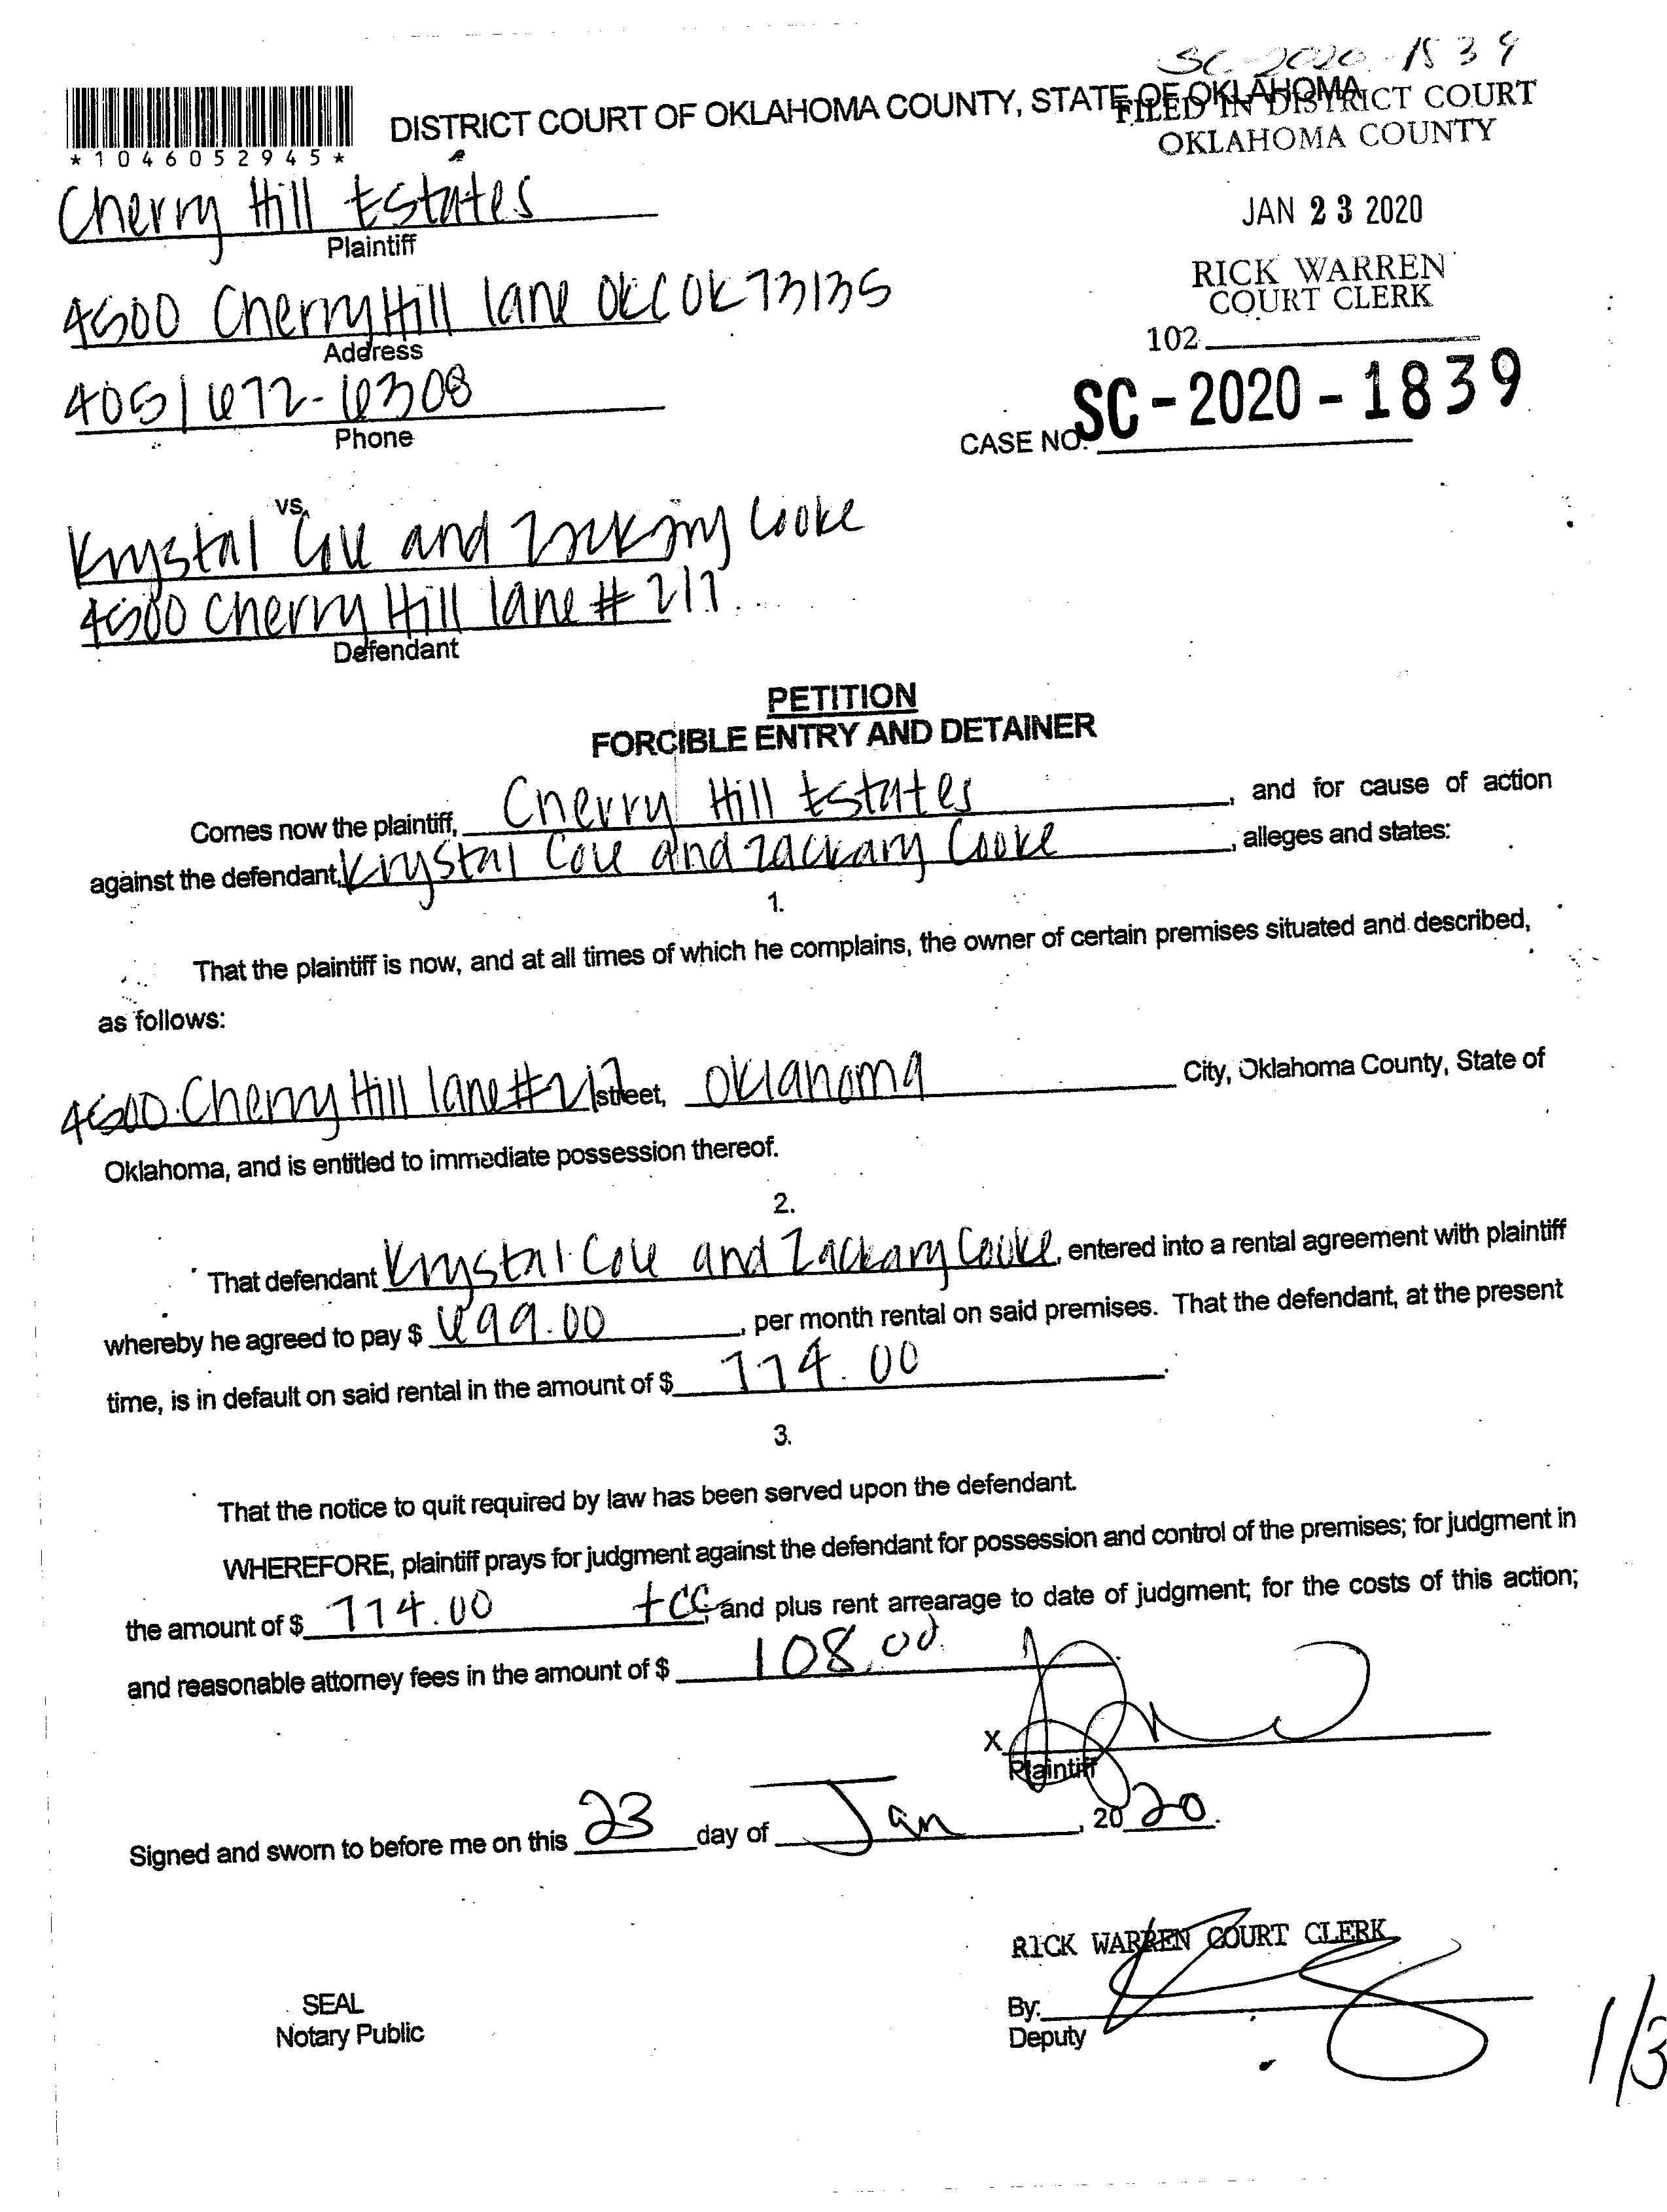 SC-2020-1839
DISTRICT COURT OF OKLAHOMA COUNTY, STATE OF OKLAHOMA
FILED IN DISTRICT COURT
OKLAHOMA COUNTY
*1046052945*
Cherry Hill Estates
Plaintiff
JAN 23 2020
RICK WARREN
COURT CLERK
4500 Cherry Hill lane OKC OK 73135
Address
102
405/672-6308
Phone
CASE NO. SC-2020-1839
vs.
Krystal and Cooke
4500 Cherry Hill lane # 217
Defendant
PETITION
FORCIBLE ENTRY AND DETAINER
Comes now the plaintiff, Cherry Hill Estates, and for cause of action
against the defendant, Krystal and Zackary Cooke, alleges and states:
1.
That the plaintiff is now, and at all times of which he complains, the owner of certain premises situated and described,
as follows:
4500 Cherry Hill lane # 217 street, Oklahoma City, Oklahoma County, State of
Oklahoma, and is entitled to immediate possession thereof.
2.
That defendant Krystal and Zackary Cooke, entered into a rental agreement with plaintiff
whereby he agreed to pay $ 699.00, per month rental on said premises. That the defendant, at the present
time, is in default on said rental in the amount of $ 774.00.
3.
That the notice to quit required by law has been served upon the defendant.
WHEREFORE, plaintiff prays for judgment against the defendant for possession and control of the premises; for judgment in
the amount of $ 774.00 +CC, and plus rent arrearage to date of judgment; for the costs of this action;
and reasonable attorney fees in the amount of $ 108.00.
X
Plaintiff
Signed and sworn to before me on this 23 day of Jan, 2020.
RICK WARREN COURT CLERK
SEAL
Notary Public
By:
Deputy
1/3